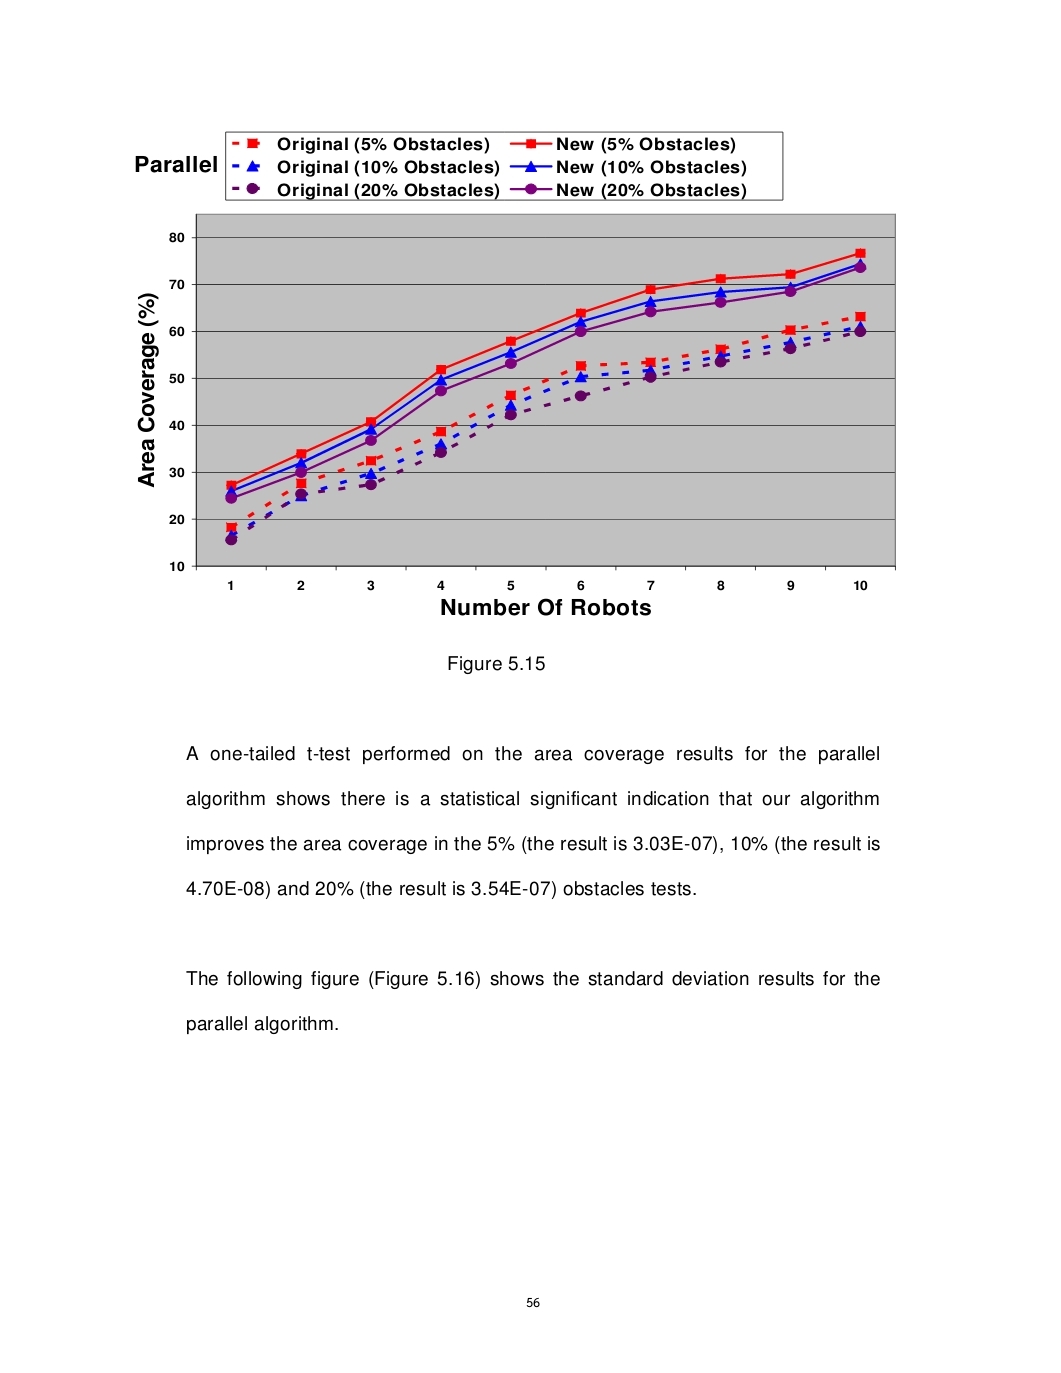 Parallel
Original (5% Obstacles) New (5% Obstacles)
Original (10% Obstacles) New (10% Obstacles)
Original (20% Obstacles) New (20% Obstacles)
Area Coverage (%)
80
70
60
50
40
30
20
10
1 2 3 4 5 6 7 8 9 10
Number Of Robots
Figure 5.15
A one-tailed t-test performed on the area coverage results for the parallel
algorithm shows there is a statistical significant indication that our algorithm
improves the area coverage in the 5% (the result is 3.03E-07), 10% (the result is
4.70E-08) and 20% (the result is 3.54E-07) obstacles tests.
The following figure (Figure 5.16) shows the standard deviation results for the
parallel algorithm.
56